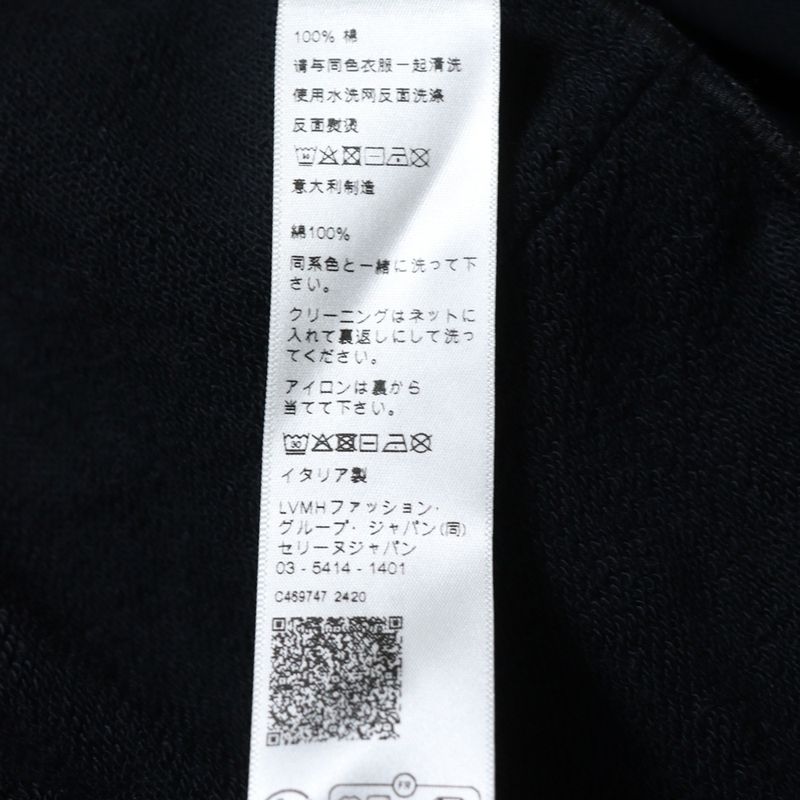 100% 棉
请与同色衣服一起清洗
使用水洗网反面洗涤
反面熨烫
意大利制造
綿100%
同系色と一緒に洗って下
さい。
クリーニングはネットに
入れて裏返しにして洗っ
てください。
アイロンは裏から
当てて下さい。
イタリア製
LVMHファッション・
グループ・ジャパン(同)
セリーヌジャパン
03 - 5414 - 1401
C469747 2420
FR